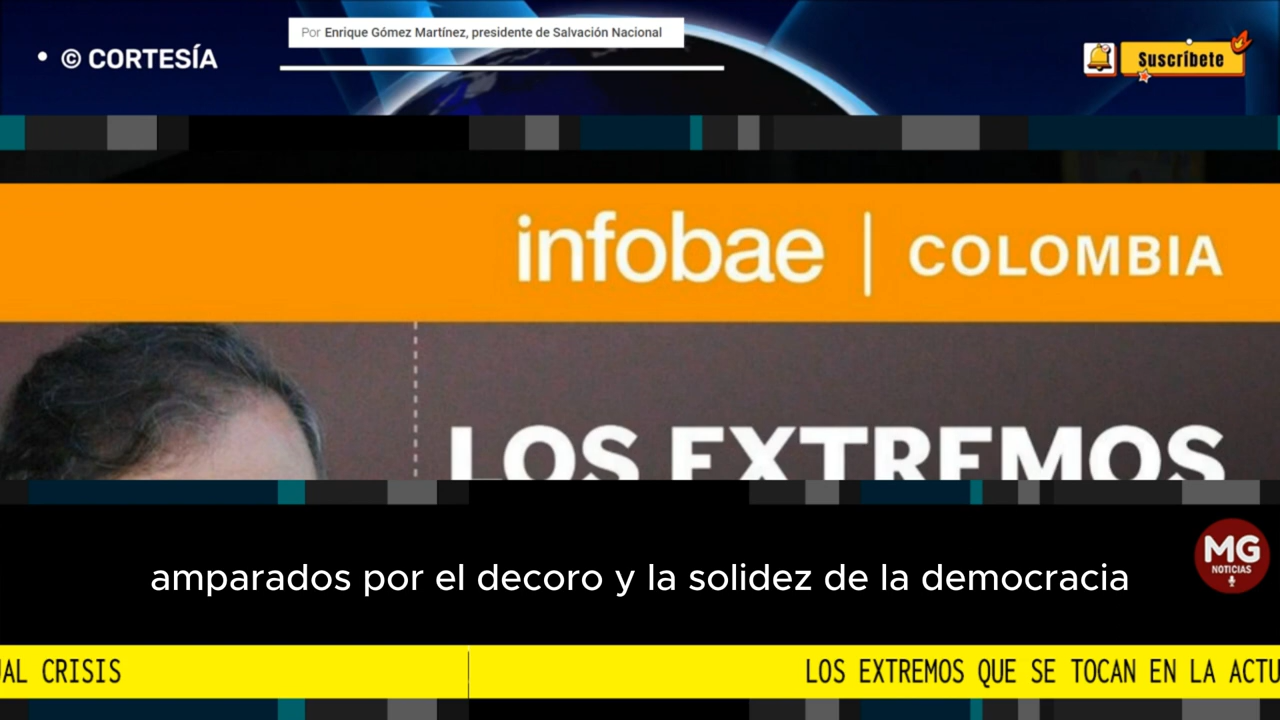 Por Enrique Gómez Martínez, presidente de Salvación Nacional
• © CORTESÍA
Suscríbete
infobae | COLOMBIA
LOS EXTREMOS
MG
NOTICIAS
amparados por el decoro y la solidez de la democracia
UAL CRISIS
LOS EXTREMOS QUE SE TOCAN EN LA ACTU